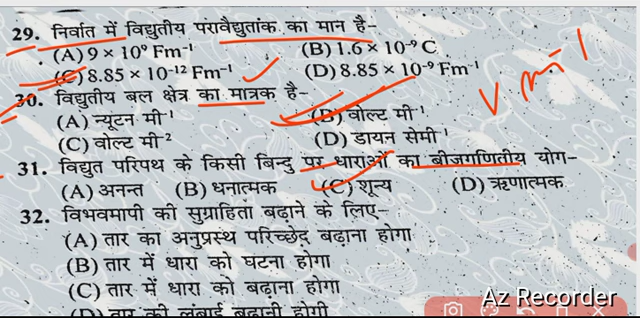 29. निर्वात में विद्युतीय परावैद्युतांक का मान है-
(A) 9 × 10⁹ Fm⁻¹ (B) 1.6 × 10⁻⁹ C
(C) 8.85 × 10⁻¹² Fm⁻¹ (D) 8.85 × 10⁻⁹ Fm⁻¹
30. विद्युतीय बल क्षेत्र का मात्रक है-
(A) न्यूटन मी⁻¹ (B) वोल्ट मी⁻¹
(C) वोल्ट मी⁻² (D) डायन सेमी⁻¹
V m⁻¹
31. विद्युत परिपथ के किसी बिन्दु पर धाराओं का बीजगणितीय योग-
(A) अनन्त (B) धनात्मक (C) शून्य (D) ऋणात्मक
32. विभवमापी की सुग्राहिता बढ़ाने के लिए-
(A) तार का अनुप्रस्थ परिच्छेद बढ़ाना होगा
(B) तार में धारा को घटना होगा
(C) तार में धारा को बढ़ाना होगा
(D) तार की लंबाई बढ़ानी होगी
Az Recorder